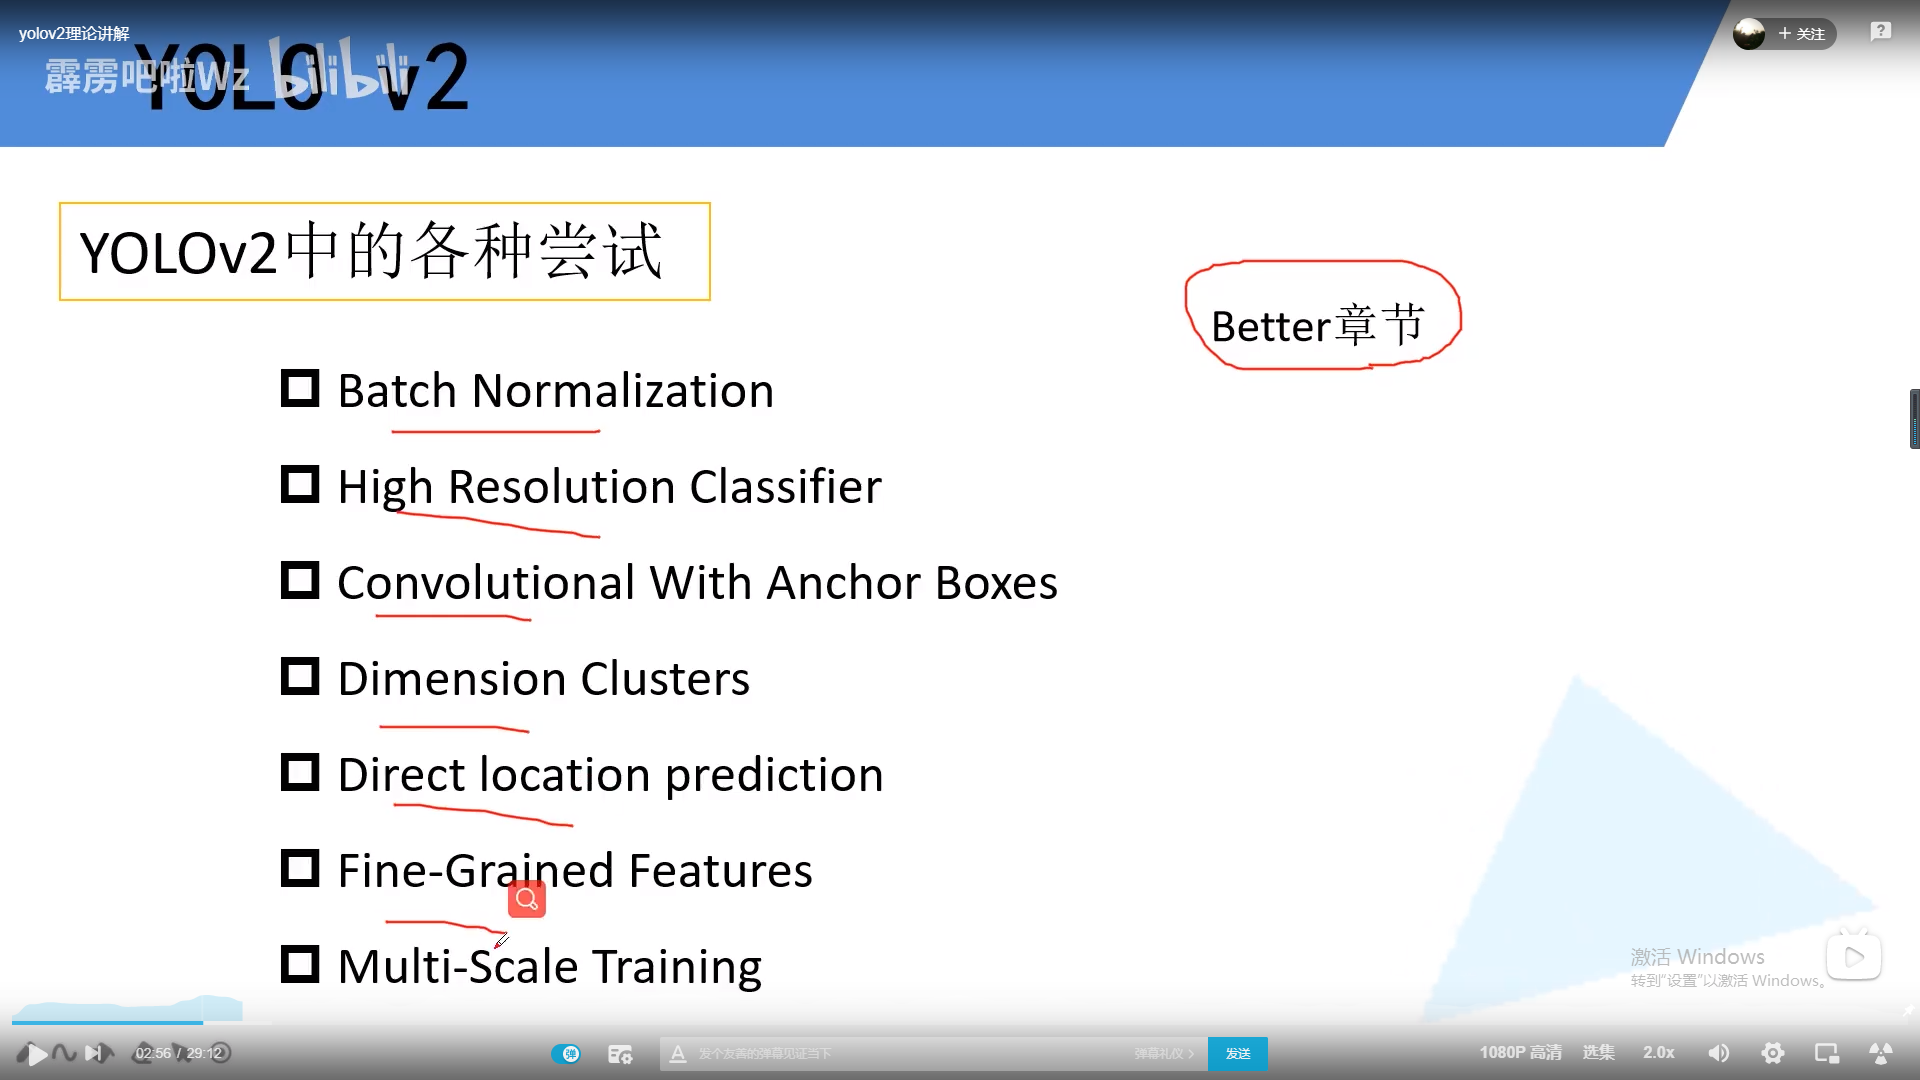 yolov2理论讲解
+ 关注
霹雳吧啦Wz bilibili
YOLO v2
YOLOv2中的各种尝试
Better章节
Batch Normalization
High Resolution Classifier
Convolutional With Anchor Boxes
Dimension Clusters
Direct location prediction
Fine-Grained Features
Multi-Scale Training
激活 Windows
转到“设置”以激活 Windows。
02:56 / 29:12
弹
发个友善的弹幕见证当下
弹幕礼仪 >
发送
1080P 高清
选集
2.0x